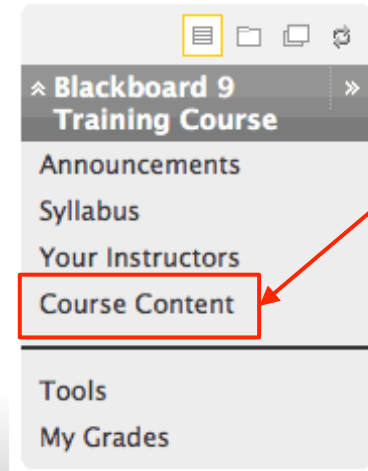 Blackboard 9
Training Course
Announcements
Syllabus
Your Instructors
Course Content
Tools
My Grades